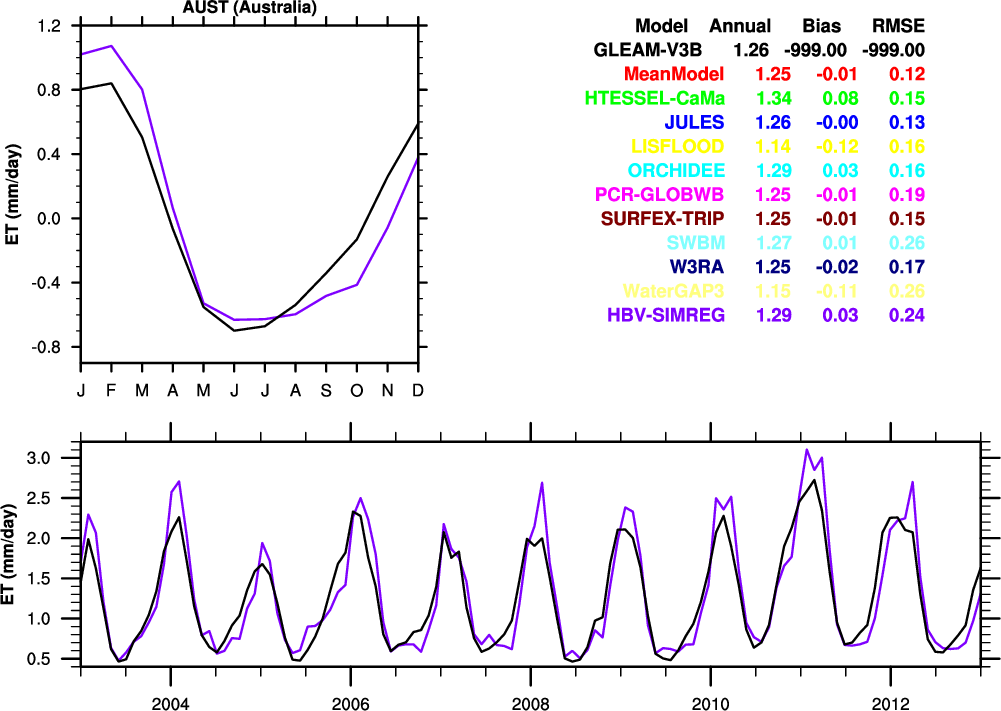 AUST (Australia)
1.2
0.8
0.4
0.0
-0.4
-0.8
ET (mm/day)
J F M A M J J A S O N D
Model Annual Bias RMSE
GLEAM-V3B 1.26 -999.00 -999.00
MeanModel 1.25 -0.01 0.12
HTESSEL-CaMa 1.34 0.08 0.15
JULES 1.26 -0.00 0.13
LISFLOOD 1.14 -0.12 0.16
ORCHIDEE 1.29 0.03 0.16
PCR-GLOBWB 1.25 -0.01 0.19
SURFEX-TRIP 1.25 -0.01 0.15
SWBM 1.27 0.01 0.26
W3RA 1.25 -0.02 0.17
WaterGAP3 1.15 -0.11 0.26
HBV-SIMREG 1.29 0.03 0.24
3.0
2.5
2.0
1.5
1.0
0.5
ET (mm/day)
2004 2006 2008 2010 2012